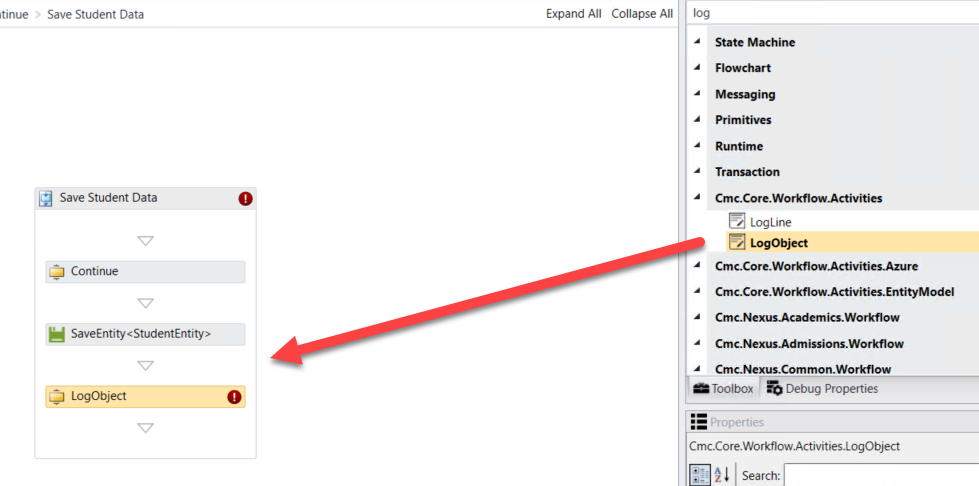 tinue > Save Student Data
Expand All Collapse All
Save Student Data
Continue
SaveEntity<StudentEntity>
LogObject
log
State Machine
Flowchart
Messaging
Primitives
Runtime
Transaction
Cmc.Core.Workflow.Activities
LogLine
LogObject
Cmc.Core.Workflow.Activities.Azure
Cmc.Core.Workflow.Activities.EntityModel
Cmc.Nexus.Academics.Workflow
Cmc.Nexus.Admissions.Workflow
Cmc.Nexus.Common.Workflow
Toolbox Debug Properties
Properties
Cmc.Core.Workflow.Activities.LogObject
Search: